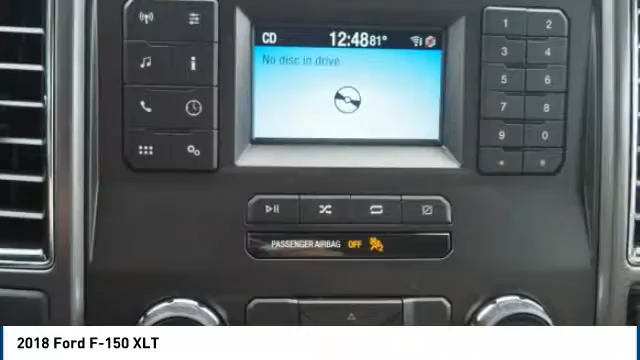 CD 12:48 81°
No disc in drive
1 2
3 4
5 6
7 8
9 0
* #
PASSENGER AIRBAG OFF
2018 Ford F-150 XLT